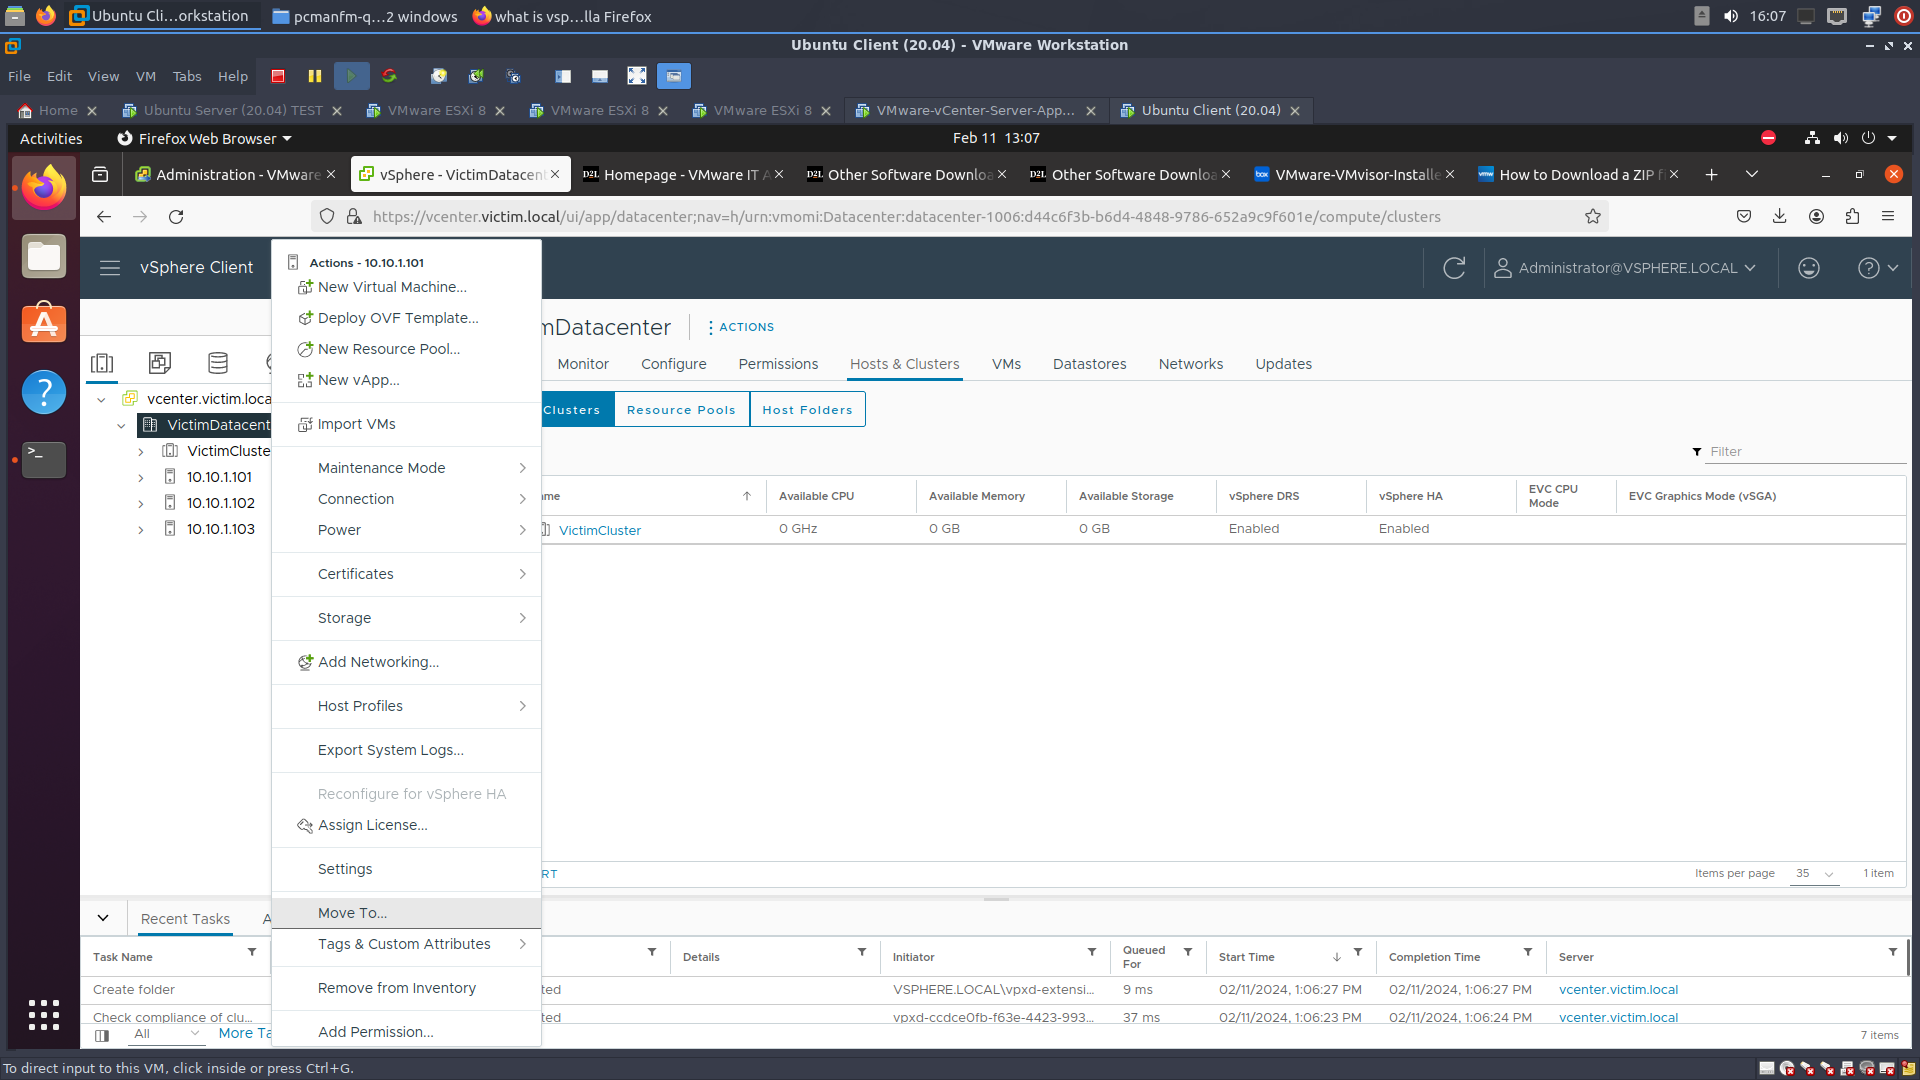 Ubuntu Cli...orkstation
pcmanfm-q...2 windows
what is vsp...lla Firefox
16:07
Ubuntu Client (20.04) - VMware Workstation
File Edit View VM Tabs Help
Home
Ubuntu Server (20.04) TEST
VMware ESXi 8
VMware ESXi 8
VMware ESXi 8
VMware-vCenter-Server-App...
Ubuntu Client (20.04)
Activities
Firefox Web Browser
Feb 11 13:07
Administration - VMware
vSphere - VictimDatacent
Homepage - VMware IT A
Other Software Downloa
Other Software Downloa
VMware-VMvisor-Installe
How to Download a ZIP fi
https://vcenter.victim.local/ui/app/datacenter;nav=h/urn:vmomi:Datacenter:datacenter-1006:d44c6f3b-b6d4-4848-9786-652a9c9f601e/compute/clusters
vSphere Client
Administrator@VSPHERE.LOCAL
Actions - 10.10.1.101
New Virtual Machine...
Deploy OVF Template...
New Resource Pool...
New vApp...
Import VMs
Maintenance Mode
Connection
Power
Certificates
Storage
Add Networking...
Host Profiles
Export System Logs...
Reconfigure for vSphere HA
Assign License...
Settings
Move To...
Tags & Custom Attributes
Remove from Inventory
Add Permission...
vcenter.victim.loca
VictimDatacent
VictimCluste
10.10.1.101
10.10.1.102
10.10.1.103
mDatacenter
ACTIONS
Monitor Configure Permissions Hosts & Clusters VMs Datastores Networks Updates
Clusters Resource Pools Host Folders
Filter
ame Available CPU Available Memory Available Storage vSphere DRS vSphere HA EVC CPU Mode EVC Graphics Mode (vSGA)
VictimCluster 0 GHz 0 GB 0 GB Enabled Enabled
RT
Items per page 35 1 item
Recent Tasks A
Task Name Details Initiator Queued For Start Time Completion Time Server
Create folder ted VSPHERE.LOCAL\vpxd-extensi... 9 ms 02/11/2024, 1:06:27 PM 02/11/2024, 1:06:27 PM vcenter.victim.local
Check compliance of clu... ted vpxd-ccdce0fb-f63e-4423-993... 37 ms 02/11/2024, 1:06:23 PM 02/11/2024, 1:06:24 PM vcenter.victim.local
All More Ta
7 items
To direct input to this VM, click inside or press Ctrl+G.